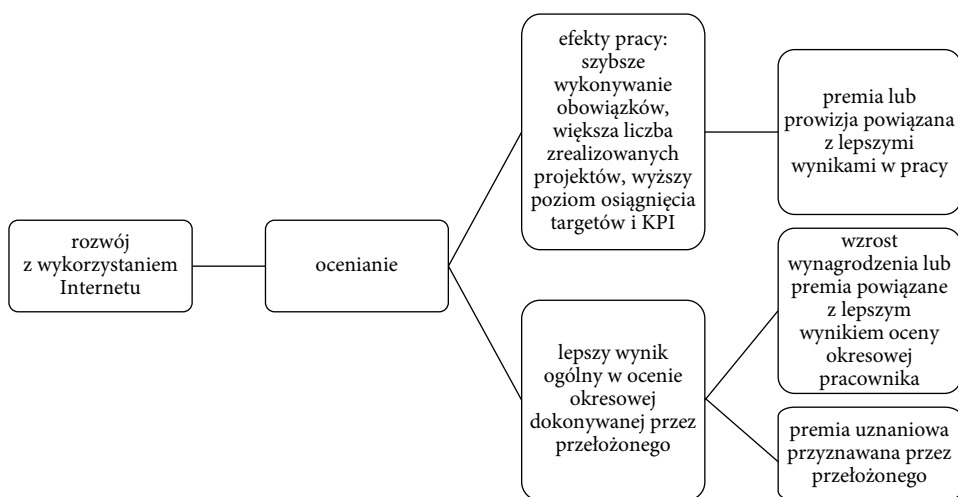 rozwój
z wykorzystaniem
Internetu
ocenianie
efekty pracy:
szybsze
wykonywanie
obowiązków,
większa liczba
zrealizowanych
projektów, wyższy
poziom osiągnięcia
targetów i KPI
premia lub
prowizja powiązana
z lepszymi
wynikami w pracy
lepszy wynik
ogólny w ocenie
okresowej
dokonywanej przez
przełożonego
wzrost
wynagrodzenia lub
premia powiązane
z lepszym
wynikiem oceny
okresowej
pracownika
premia uznaniowa
przyznawana przez
przełożonego